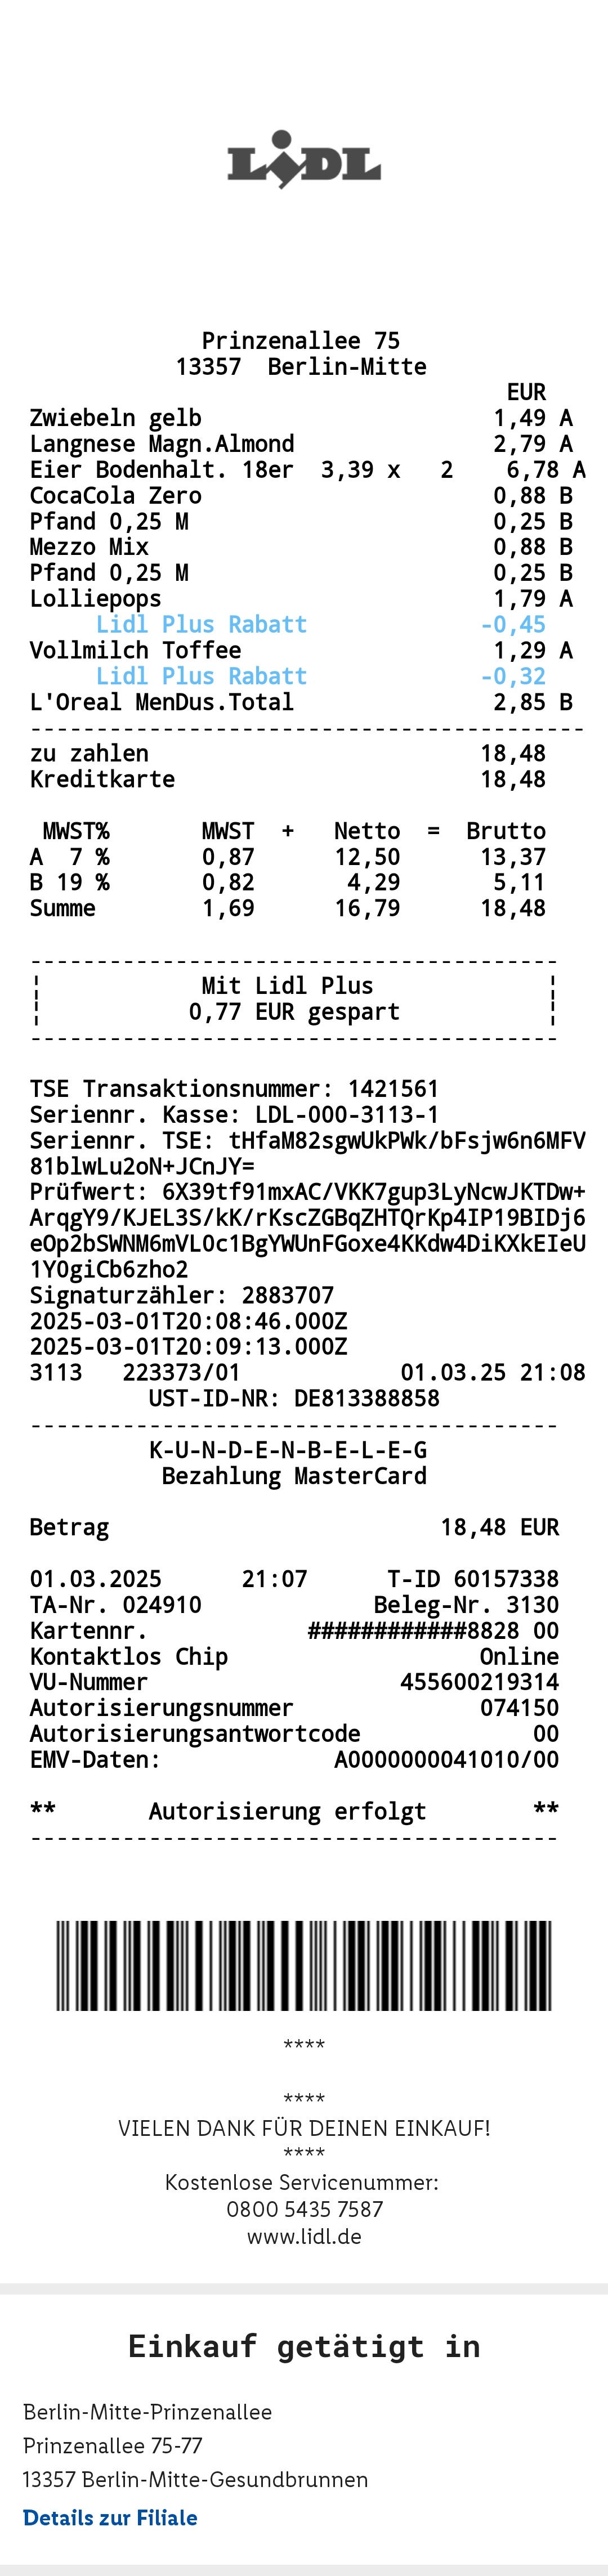 LIDL
Prinzenallee 75
13357 Berlin-Mitte
EUR
Zwiebeln gelb 1,49 A
Langnese Magn.Almond 2,79 A
Eier Bodenhalt. 18er 3,39 x 2 6,78 A
CocaCola Zero 0,88 B
Pfand 0,25 M 0,25 B
Mezzo Mix 0,88 B
Pfand 0,25 M 0,25 B
Lolliepops 1,79 A
Lidl Plus Rabatt -0,45
Vollmilch Toffee 1,29 A
Lidl Plus Rabatt -0,32
L'Oreal MenDus.Total 2,85 B
------------------------------------------
zu zahlen 18,48
Kreditkarte 18,48
MWST% MWST + Netto = Brutto
A 7 % 0,87 12,50 13,37
B 19 % 0,82 4,29 5,11
Summe 1,69 16,79 18,48
----------------------------------------
¦ Mit Lidl Plus ¦
¦ 0,77 EUR gespart ¦
----------------------------------------
TSE Transaktionsnummer: 1421561
Seriennr. Kasse: LDL-000-3113-1
Seriennr. TSE: tHfaM82sgwUkPWk/bFsjw6n6MFV
81blwLu2oN+JCnJY=
Prüfwert: 6X39tf91mxAC/VKK7gup3LyNcwJKTDw+
ArqgY9/KJEL3S/kK/rKscZGBqZHTQrKp4IP19BIDj6
eOp2bSWNM6mVL0c1BgYWUnFGoxe4KKdw4DiKXkEIeU
1Y0giCb6zho2
Signaturzähler: 2883707
2025-03-01T20:08:46.000Z
2025-03-01T20:09:13.000Z
3113 223373/01 01.03.25 21:08
UST-ID-NR: DE813388858
----------------------------------------
K-U-N-D-E-N-B-E-L-E-G
Bezahlung MasterCard
Betrag 18,48 EUR
01.03.2025 21:07 T-ID 60157338
TA-Nr. 024910 Beleg-Nr. 3130
Kartennr. ############8828 00
Kontaktlos Chip Online
VU-Nummer 455600219314
Autorisierungsnummer 074150
Autorisierungsantwortcode 00
EMV-Daten: A0000000041010/00
** Autorisierung erfolgt **
----------------------------------------
****
****
VIELEN DANK FÜR DEINEN EINKAUF!
****
Kostenlose Servicenummer:
0800 5435 7587
www.lidl.de
Einkauf getätigt in
Berlin-Mitte-Prinzenallee
Prinzenallee 75-77
13357 Berlin-Mitte-Gesundbrunnen
Details zur Filiale